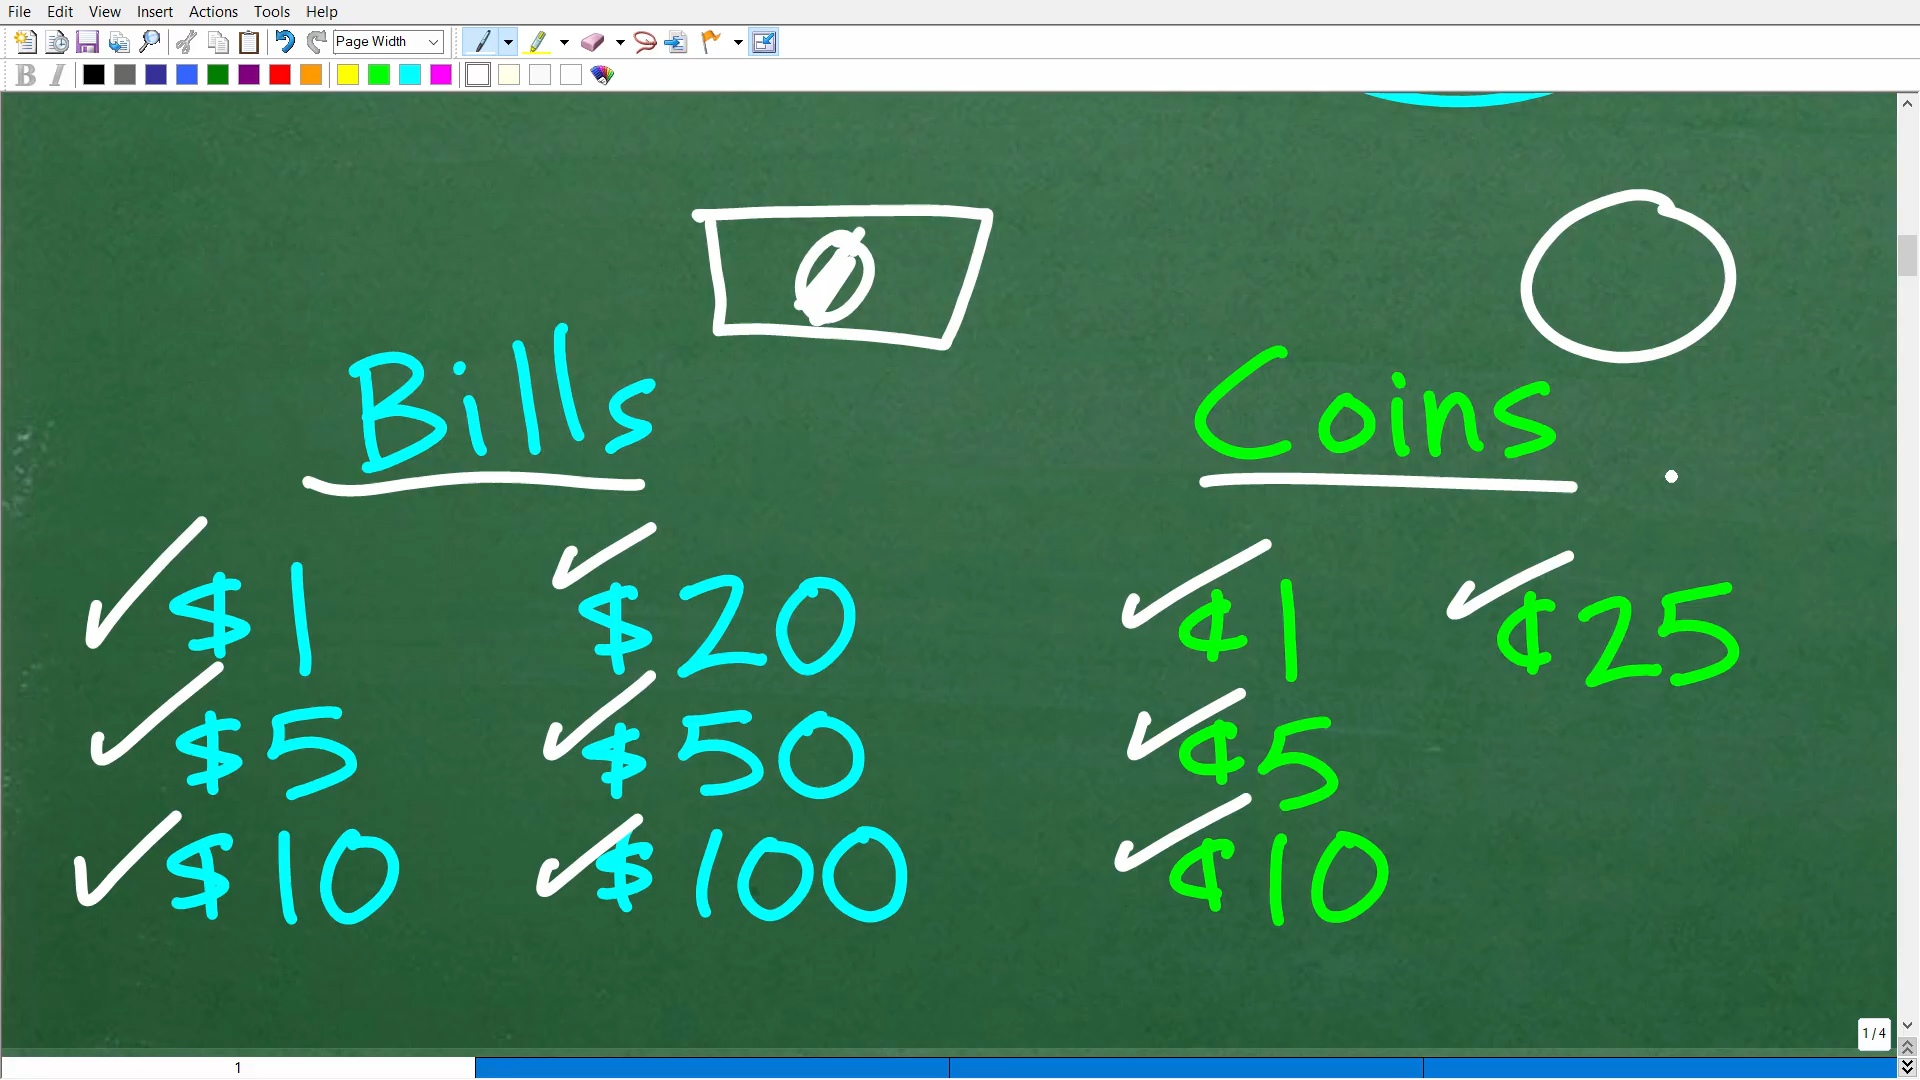 File Edit View Insert Actions Tools Help
Page Width
B I
Bills
Coins
$1 $20
$5 $50
$10 $100
¢1 ¢25
¢5
¢10
1 / 4
1